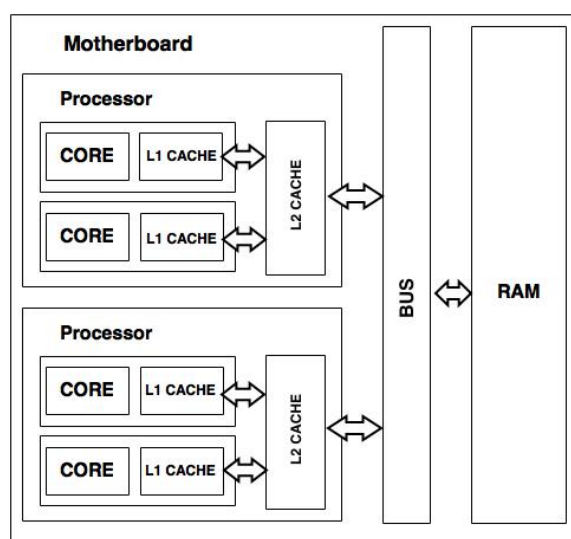 Motherboard
Processor
CORE
L1 CACHE
CORE
L1 CACHE
L2 CACHE
Processor
CORE
L1 CACHE
CORE
L1 CACHE
L2 CACHE
BUS
RAM